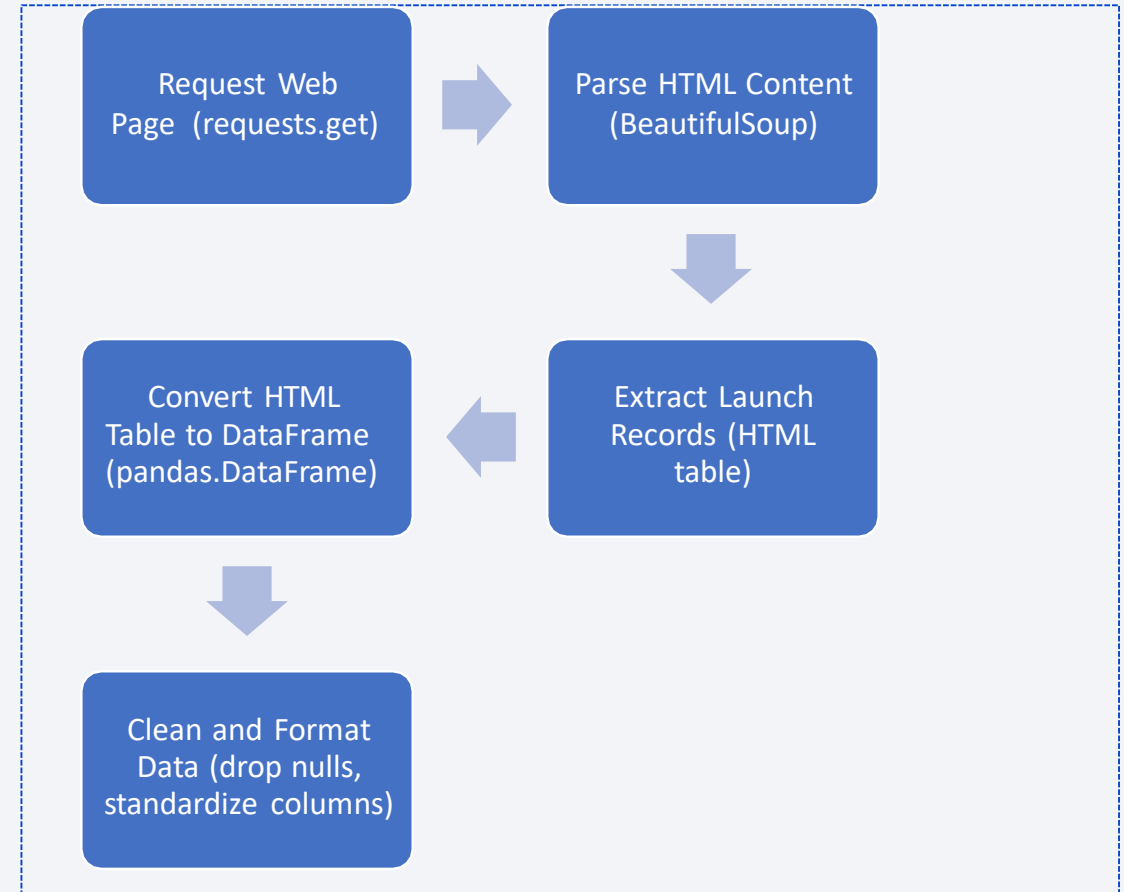 Request Web
Page (requests.get)
Parse HTML Content
(BeautifulSoup)
Extract Launch
Records (HTML
table)
Convert HTML
Table to DataFrame
(pandas.DataFrame)
Clean and Format
Data (drop nulls,
standardize columns)